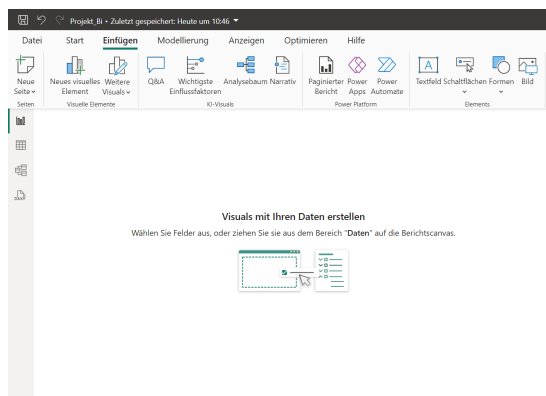 Projekt_Bi • Zuletzt gespeichert: Heute um 10:46
Datei Start Einfügen Modellierung Anzeigen Optimieren Hilfe
Neue Seite
Neues visuelles Element
Weitere Visuals
Q&A
Wichtigste Einflussfaktoren
Analysebaum
Narrativ
Paginierter Bericht
Power Apps
Power Automate
A
Textfeld
Schaltflächen
Formen
Bild
Seiten
Visuelle Elemente
KI-Visuals
Power Platform
Elements
Visuals mit Ihren Daten erstellen
Wählen Sie Felder aus, oder ziehen Sie sie aus dem Bereich "Daten" auf die Berichtscanvas.